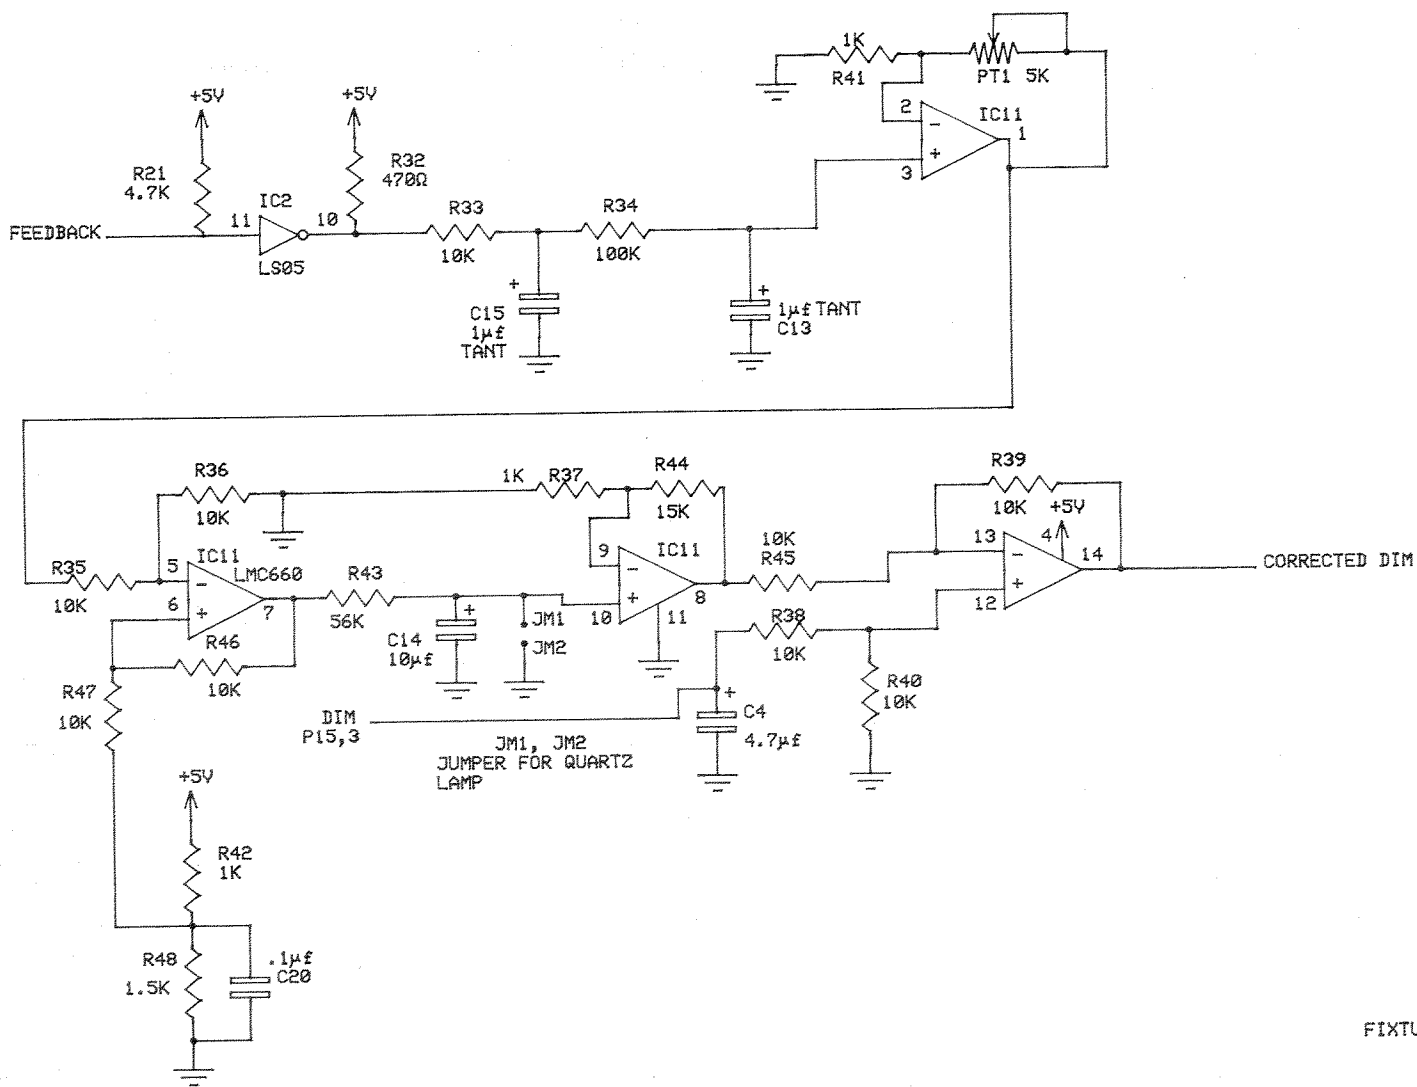 1K
R41
PT1 5K
+5V
+5V
2
IC11
1
-
+
3
R21
4.7K
R32
470Ω
IC2
11
10
LS05
FEEDBACK
R33
10K
R34
100K
+
C15
1µf
TANT
+
1µf TANT
C13
R36
10K
1K
R37
R44
15K
R39
10K
+5V
R35
10K
5
IC11
LMC660
-
6
+
7
R43
56K
R46
10K
R47
10K
+
C14
10µf
JM1
JM2
9
IC11
-
+
10
11
8
10K
R45
R38
10K
13
4
14
-
+
12
CORRECTED DIM
R40
10K
DIM
P15,3
+
C4
4.7µf
JM1, JM2
JUMPER FOR QUARTZ
LAMP
+5V
R42
1K
R48
1.5K
.1µf
C20
FIXTU